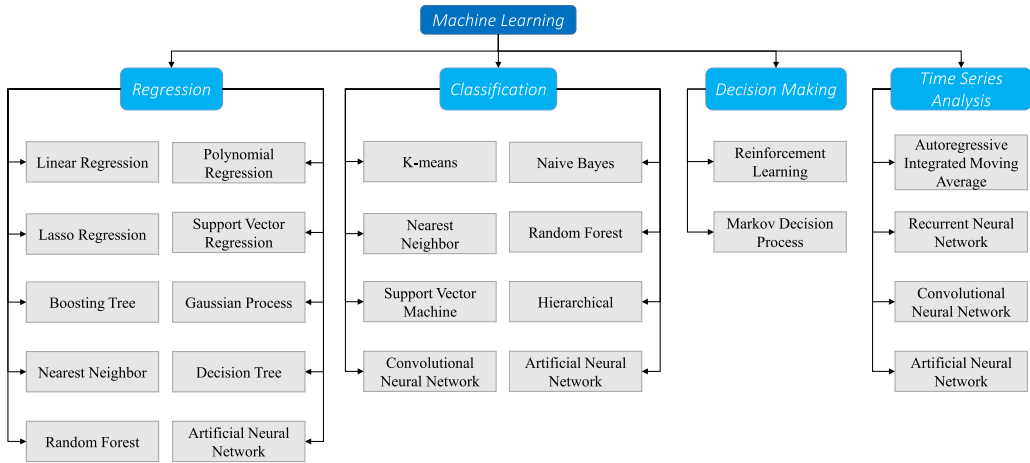 Machine Learning
Regression
Classification
Decision Making
Time Series
Analysis
Linear Regression
Polynomial
Regression
Lasso Regression
Support Vector
Regression
Boosting Tree
Gaussian Process
Nearest Neighbor
Decision Tree
Random Forest
Artificial Neural
Network
K-means
Naive Bayes
Nearest
Neighbor
Random Forest
Support Vector
Machine
Hierarchical
Convolutional
Neural Network
Artificial Neural
Network
Reinforcement
Learning
Markov Decision
Process
Autoregressive
Integrated Moving
Average
Recurrent Neural
Network
Convolutional
Neural Network
Artificial Neural
Network